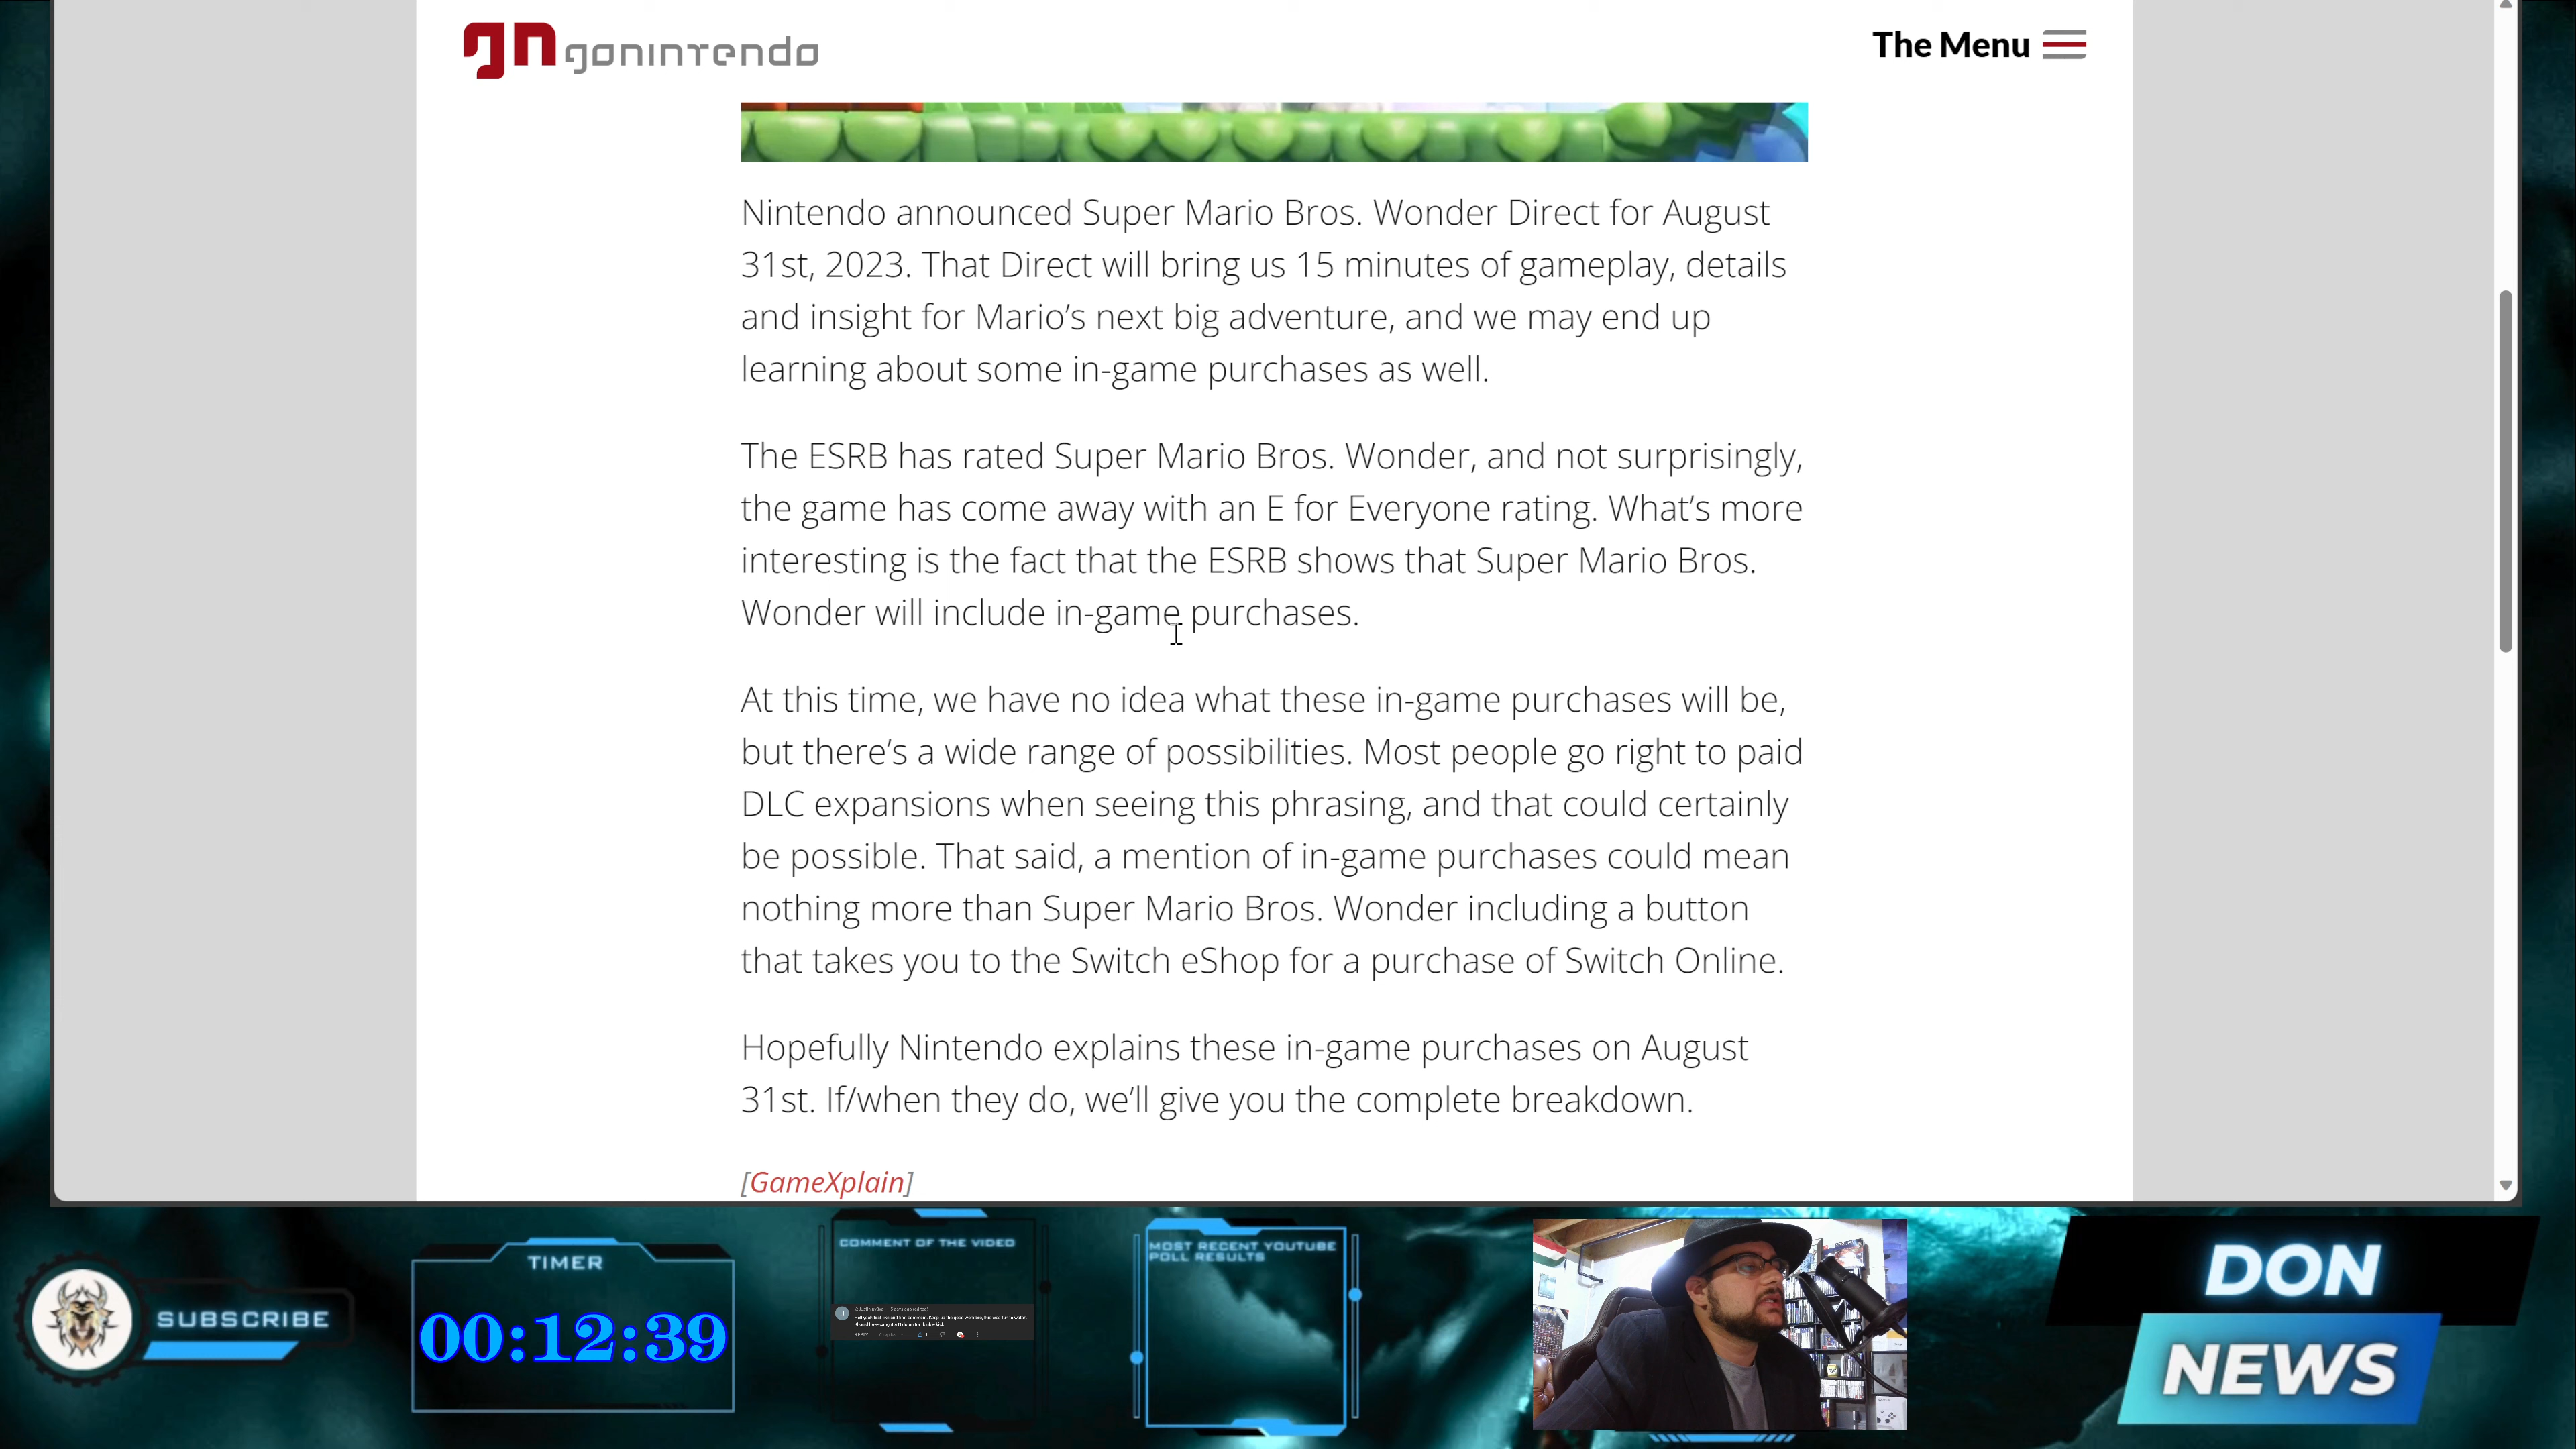 gn gonintendo
The Menu
Nintendo announced Super Mario Bros. Wonder Direct for August
31st, 2023. That Direct will bring us 15 minutes of gameplay, details
and insight for Mario’s next big adventure, and we may end up
learning about some in-game purchases as well.
The ESRB has rated Super Mario Bros. Wonder, and not surprisingly,
the game has come away with an E for Everyone rating. What’s more
interesting is the fact that the ESRB shows that Super Mario Bros.
Wonder will include in-game purchases.
At this time, we have no idea what these in-game purchases will be,
but there’s a wide range of possibilities. Most people go right to paid
DLC expansions when seeing this phrasing, and that could certainly
be possible. That said, a mention of in-game purchases could mean
nothing more than Super Mario Bros. Wonder including a button
that takes you to the Switch eShop for a purchase of Switch Online.
Hopefully Nintendo explains these in-game purchases on August
31st. If/when they do, we’ll give you the complete breakdown.
[GameXplain]
SUBSCRIBE
TIMER
00:12:39
COMMENT OF THE VIDEO
MOST RECENT YOUTUBE
POLL RESULTS
DON
NEWS